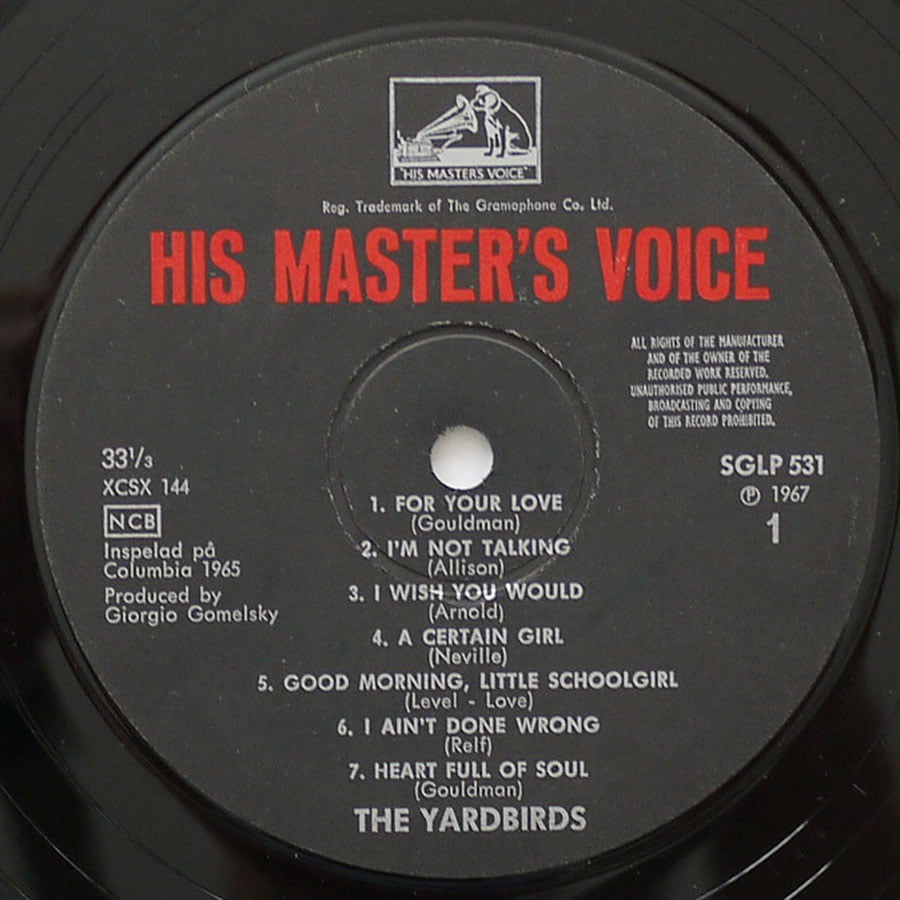 "HIS MASTER'S VOICE"
Reg. Trademark of The Gramophone Co. Ltd.
HIS MASTER'S VOICE
ALL RIGHTS OF THE MANUFACTURER
AND OF THE OWNER OF THE
RECORDED WORK RESERVED.
UNAUTHORISED PUBLIC PERFORMANCE,
BROADCASTING AND COPYING
OF THIS RECORD PROHIBITED.
33⅓
XCSX 144
NCB
Inspelad på
Columbia 1965
Produced by
Giorgio Gomelsky
SGLP 531
℗ 1967
1
1. FOR YOUR LOVE
(Gouldman)
2. I'M NOT TALKING
(Allison)
3. I WISH YOU WOULD
(Arnold)
4. A CERTAIN GIRL
(Neville)
5. GOOD MORNING, LITTLE SCHOOLGIRL
(Level - Love)
6. I AIN'T DONE WRONG
(Relf)
7. HEART FULL OF SOUL
(Gouldman)
THE YARDBIRDS